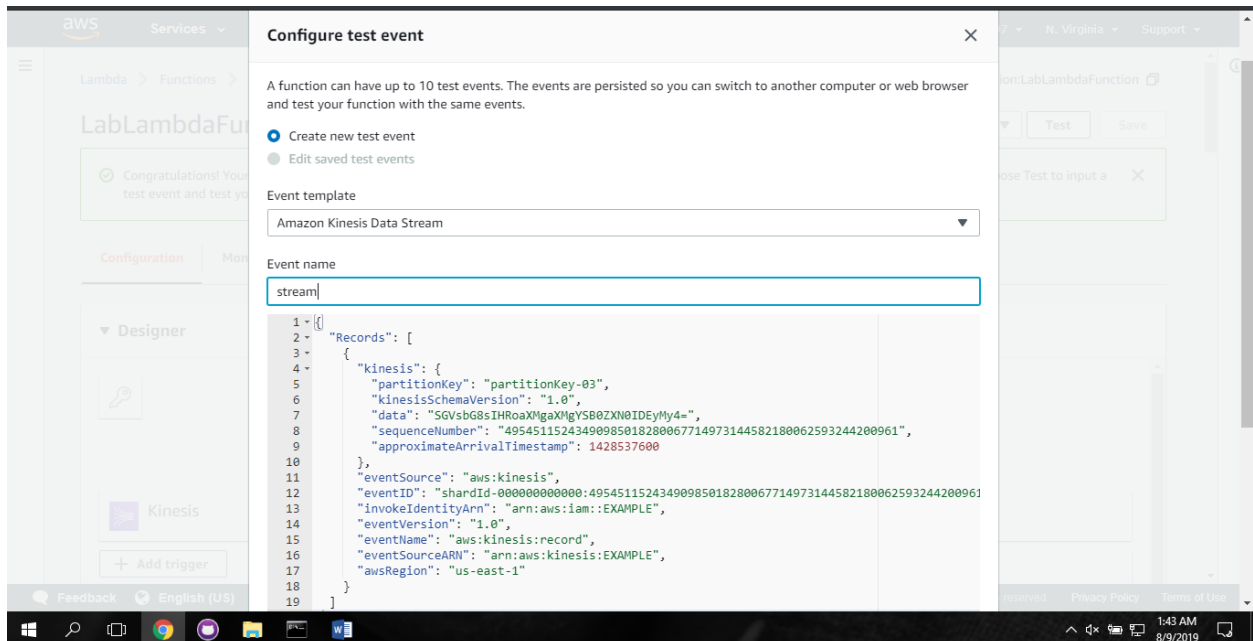 aws Services N. Virginia Support
Configure test event
Lambda > Functions >
LabLambdaFu
Test Save
A function can have up to 10 test events. The events are persisted so you can switch to another computer or web browser
and test your function with the same events.
Create new test event
Edit saved test events
Congratulations! Your
test event and test yo
ose Test to input a
Event template
Amazon Kinesis Data Stream
Configuration Mon
Event name
stream
Designer
1 {
2 "Records": [
3 {
4 "kinesis": {
5 "partitionKey": "partitionKey-03",
6 "kinesisSchemaVersion": "1.0",
7 "data": "SGVsbG8sIHRoaXMgaXMgYSB0ZXN0IDEyMy4=",
8 "sequenceNumber": "49545115243490985018280067714973144582180062593244200961",
9 "approximateArrivalTimestamp": 1428537600
10 },
11 "eventSource": "aws:kinesis",
12 "eventID": "shardId-000000000000:49545115243490985018280067714973144582180062593244200961
13 "invokeIdentityArn": "arn:aws:iam::EXAMPLE",
14 "eventVersion": "1.0",
15 "eventName": "aws:kinesis:record",
16 "eventSourceARN": "arn:aws:kinesis:EXAMPLE",
17 "awsRegion": "us-east-1"
18 }
19 ]
Kinesis
+ Add trigger
Feedback English (US) Privacy Policy Terms of Use
1:43 AM
8/9/2019